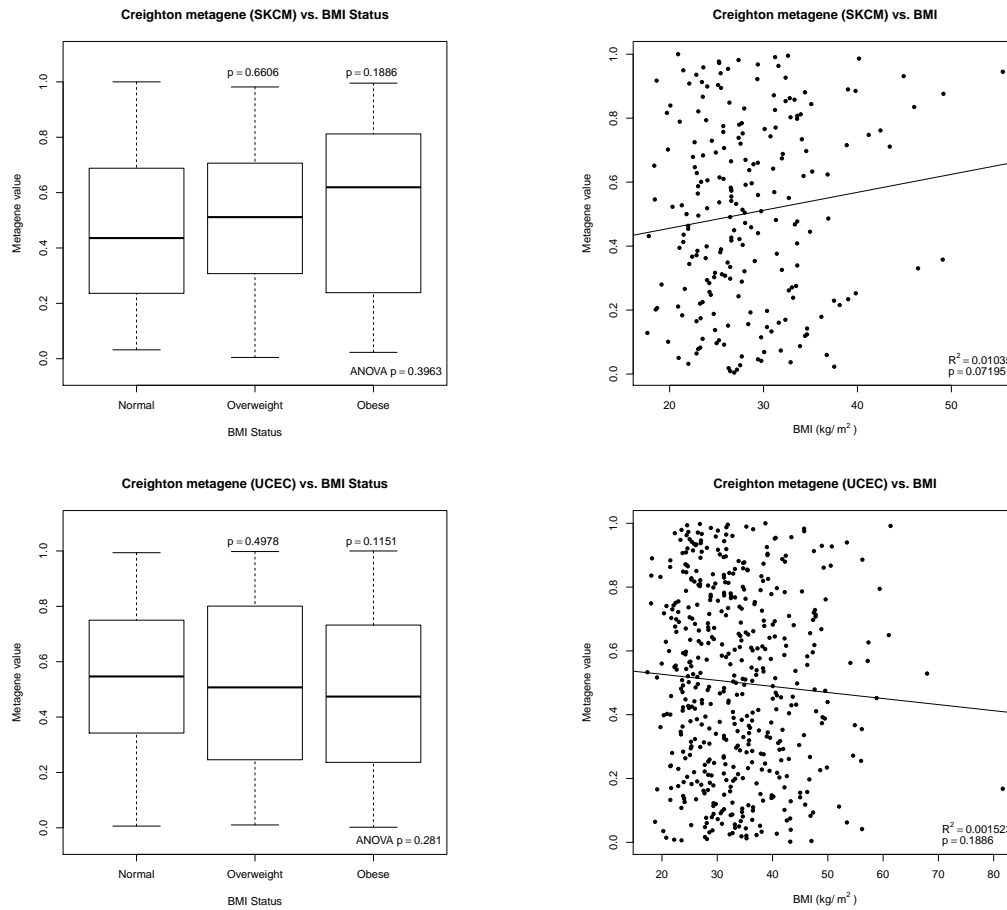 Creighton metagene (SKCM) vs. BMI Status
p = 0.6606
p = 0.1886
1.0
0.8
0.6
0.4
0.2
0.0
Metagene value
ANOVA p = 0.3963
Normal
Overweight
Obese
BMI Status
Creighton metagene (SKCM) vs. BMI
1.0
0.8
0.6
0.4
0.2
0.0
Metagene value
R² = 0.01035
p = 0.07195
20
30
40
50
BMI (kg/ m²)
Creighton metagene (UCEC) vs. BMI Status
p = 0.4978
p = 0.1151
1.0
0.8
0.6
0.4
0.2
0.0
Metagene value
ANOVA p = 0.281
Normal
Overweight
Obese
BMI Status
Creighton metagene (UCEC) vs. BMI
1.0
0.8
0.6
0.4
0.2
0.0
Metagene value
R² = 0.001523
p = 0.1886
20
30
40
50
60
70
80
BMI (kg/ m²)